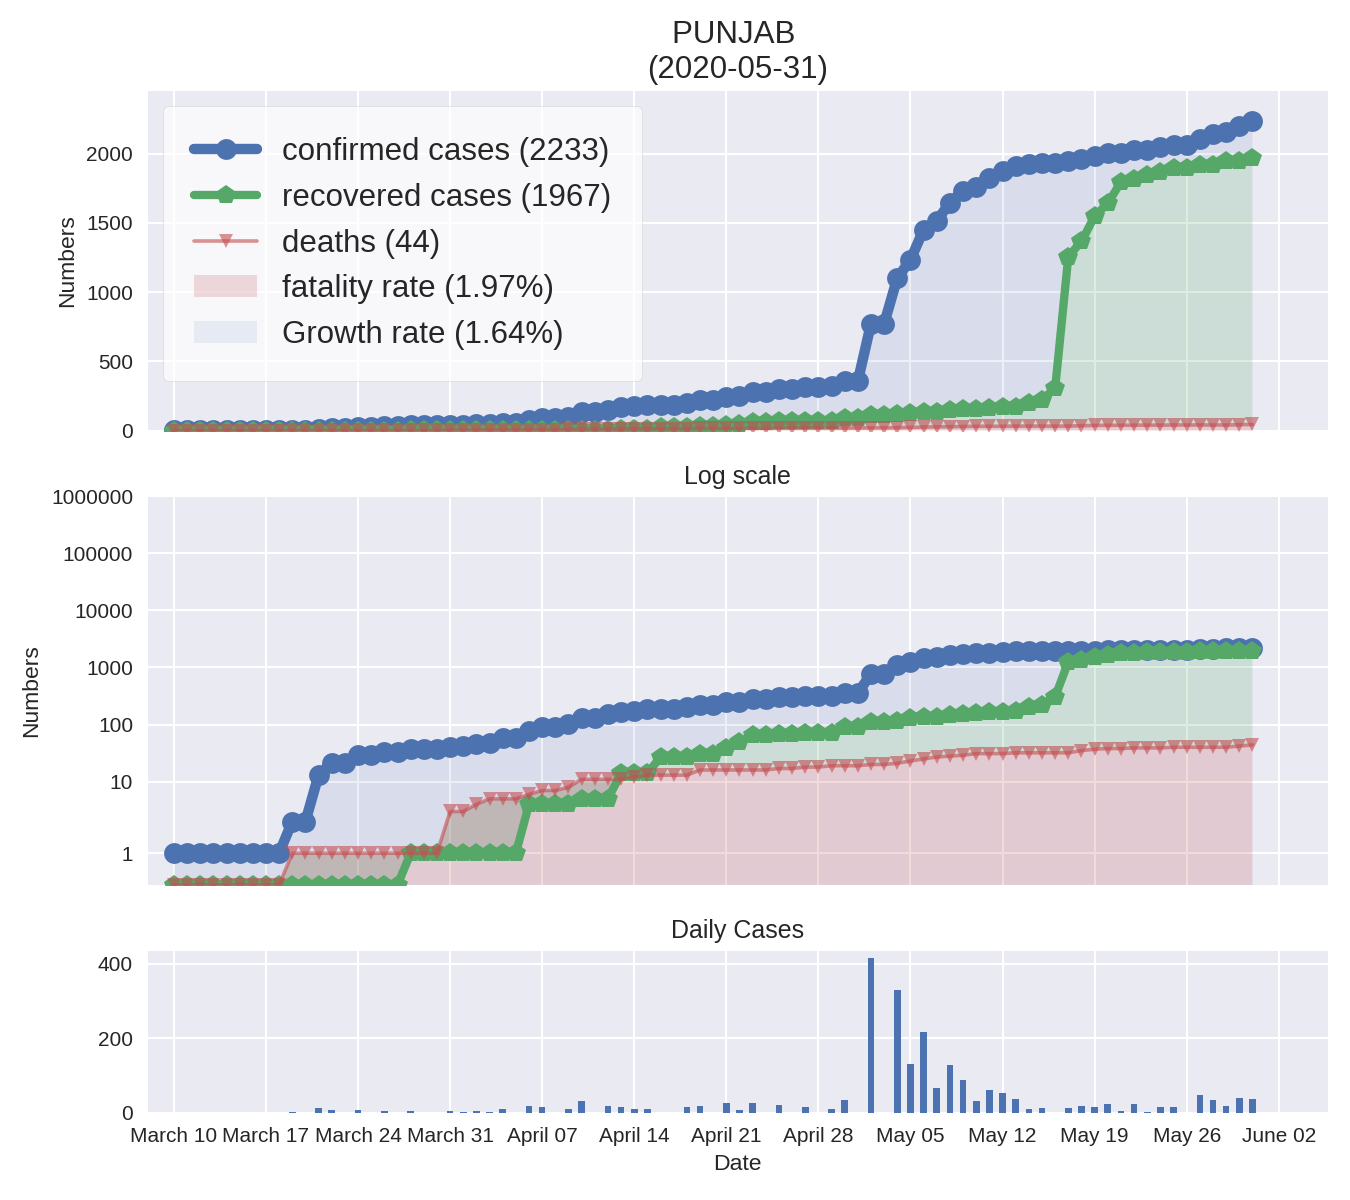 PUNJAB
(2020-05-31)
confirmed cases (2233)
recovered cases (1967)
deaths (44)
fatality rate (1.97%)
Growth rate (1.64%)
Numbers
2000
1500
1000
500
0
Log scale
Numbers
1000000
100000
10000
1000
100
10
1
Daily Cases
400
200
0
March 10 March 17 March 24 March 31 April 07 April 14 April 21 April 28 May 05 May 12 May 19 May 26 June 02
Date